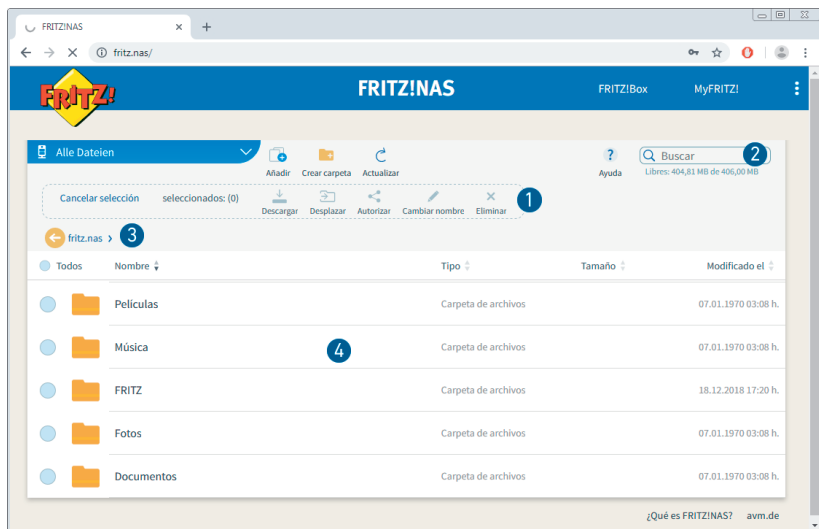 FRITZ!NAS
fritz.nas/
FRITZ!
FRITZ!NAS
FRITZ!Box
MyFRITZ!
Alle Dateien
Añadir
Crear carpeta
Actualizar
Ayuda
Buscar
2
Libres: 404,81 MB de 406,00 MB
Cancelar selección
seleccionados: (0)
Descargar
Desplazar
Autorizar
Cambiar nombre
Eliminar
1
fritz.nas
3
Todos
Nombre
Tipo
Tamaño
Modificado el
Películas
Carpeta de archivos
07.01.1970 03:08 h.
Música
4
Carpeta de archivos
07.01.1970 03:08 h.
FRITZ
Carpeta de archivos
18.12.2018 17:20 h.
Fotos
Carpeta de archivos
07.01.1970 03:08 h.
Documentos
Carpeta de archivos
07.01.1970 03:08 h.
¿Qué es FRITZ!NAS?
avm.de